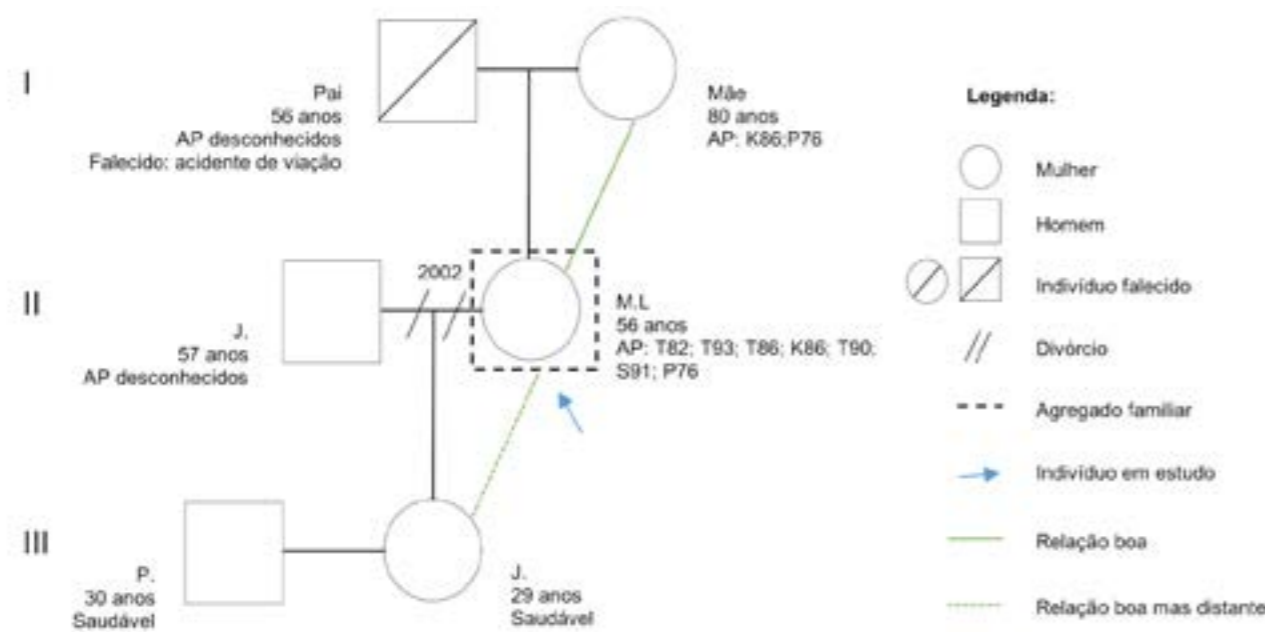 I
Pai
56 anos
AP desconhecidos
Falecido: acidente de viação
Mãe
80 anos
AP: K86;P76
II
2002
J.
57 anos
AP desconhecidos
M.L
56 anos
AP: T82; T93; T86; K86; T90;
S91; P76
III
P.
30 anos
Saudável
J.
29 anos
Saudável
Legenda:
Mulher
Homem
Indivíduo falecido
Divórcio
Agregado familiar
Indivíduo em estudo
Relação boa
Relação boa mas distante